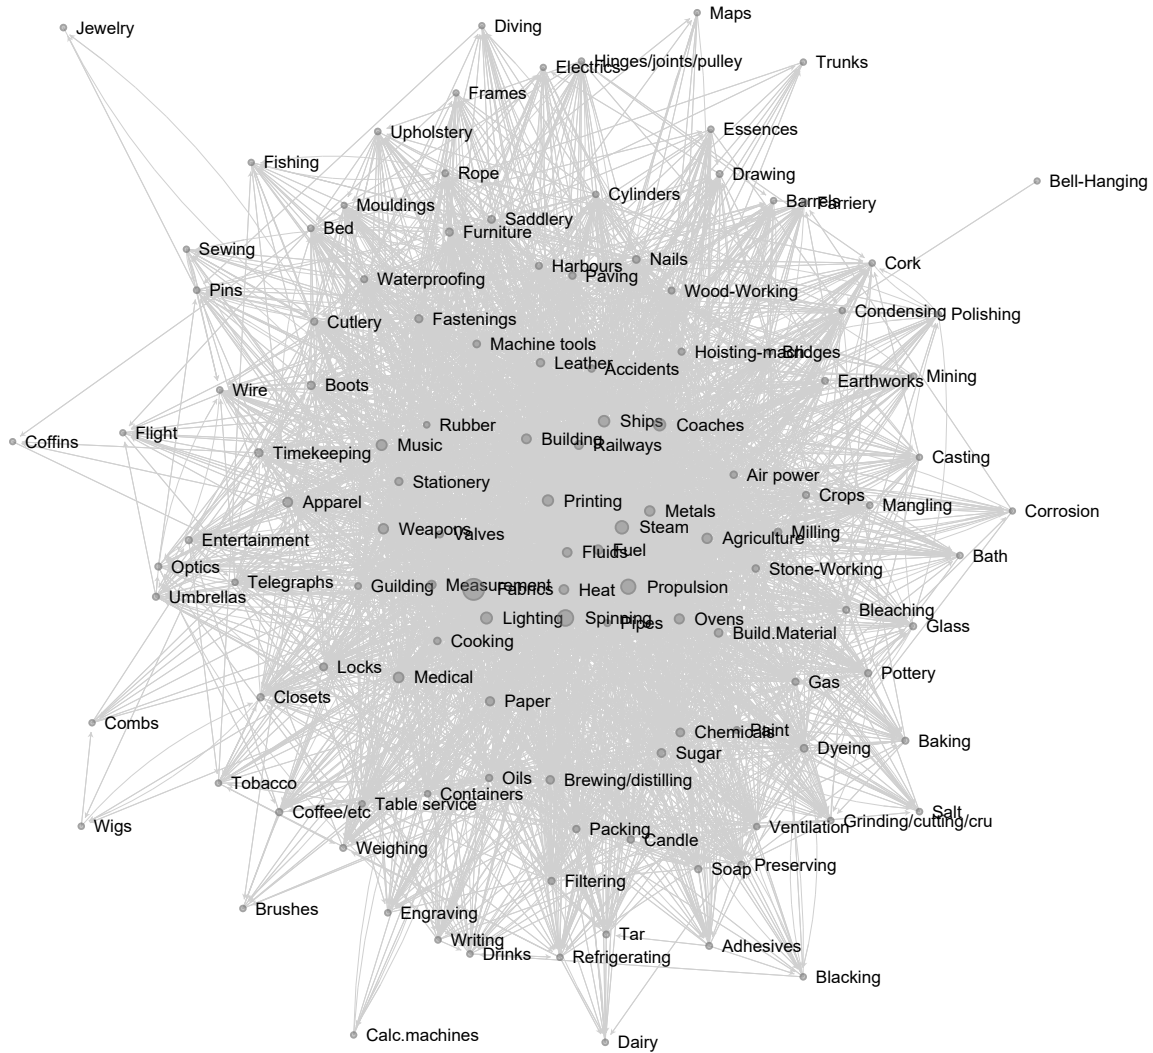 Maps
Diving
Jewelry
Hinges/joints/pulley
Trunks
Electrics
Frames
Essences
Upholstery
Fishing
Rope
Drawing
Bell-Hanging
Cylinders
Barrels
Farriery
Mouldings
Saddlery
Bed
Furniture
Sewing
Nails
Cork
Harbours
Paving
Waterproofing
Pins
Wood-Working
Condensing
Polishing
Fastenings
Cutlery
Machine tools
Hoisting-mach.
Bridges
Leather
Accidents
Mining
Earthworks
Boots
Wire
Ships
Coaches
Rubber
Flight
Building
Railways
Coffins
Music
Timekeeping
Casting
Air power
Stationery
Crops
Printing
Apparel
Mangling
Metals
Corrosion
Steam
Weapons
Valves
Milling
Agriculture
Entertainment
Fluids
Fuel
Bath
Optics
Stone-Working
Telegraphs
Guilding
Measurement
Fabrics
Heat
Propulsion
Umbrellas
Bleaching
Lighting
Spinning
Pipes
Ovens
Glass
Build.Material
Cooking
Locks
Pottery
Medical
Gas
Closets
Paper
Combs
Chemicals
Paint
Baking
Dyeing
Sugar
Oils
Brewing/distilling
Tobacco
Containers
Table service
Coffee/etc
Salt
Grinding/cutting/cru
Wigs
Ventilation
Packing
Candle
Weighing
Preserving
Soap
Filtering
Brushes
Engraving
Tar
Writing
Adhesives
Drinks
Refrigerating
Blacking
Calc.machines
Dairy